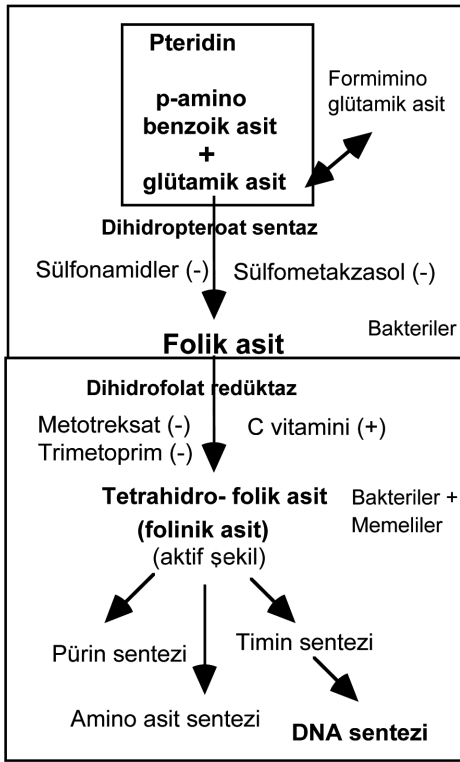 Pteridin
p-amino
benzoik asit
+
glütamik asit
Formimino
glütamik asit
Dihidropteroat sentaz
Sülfonamidler (-)
Sülfometakzasol (-)
Folik asit
Bakteriler
Dihidrofolat redüktaz
Metotreksat (-)
Trimetoprim (-)
C vitamini (+)
Tetrahidro- folik asit
(folinik asit)
(aktif şekil)
Bakteriler +
Memeliler
Pürin sentezi
Timin sentezi
Amino asit sentezi
DNA sentezi